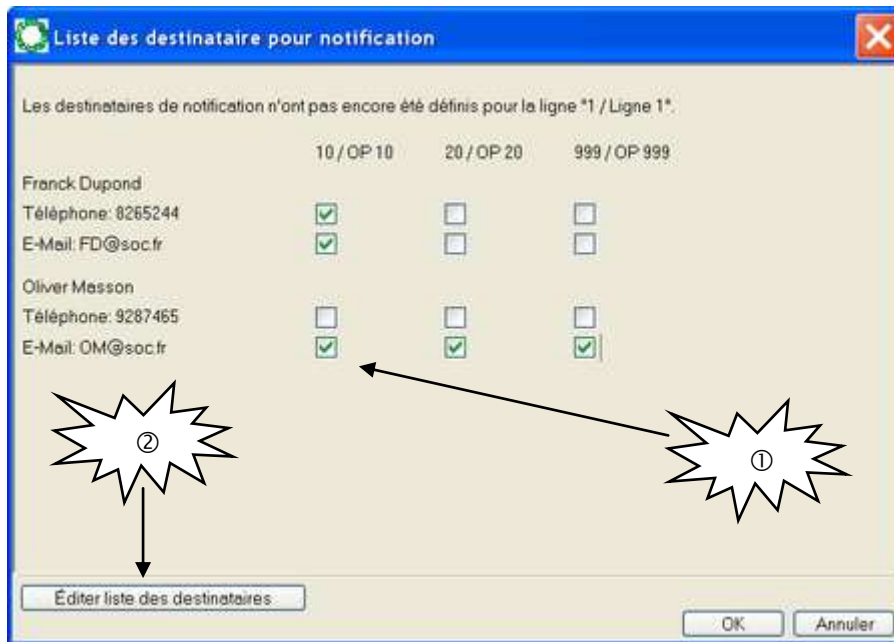 Liste des destinataire pour notification
Les destinataires de notification n'ont pas encore été définis pour la ligne "1 / Ligne 1".
10 / OP 10 20 / OP 20 999 / OP 999
Franck Dupond
Téléphone: 8265244
E-Mail: FD@soc.fr
Oliver Masson
Téléphone: 9287465
E-Mail: OM@soc.fr
②
①
Éditer liste des destinataires
OK Annuler